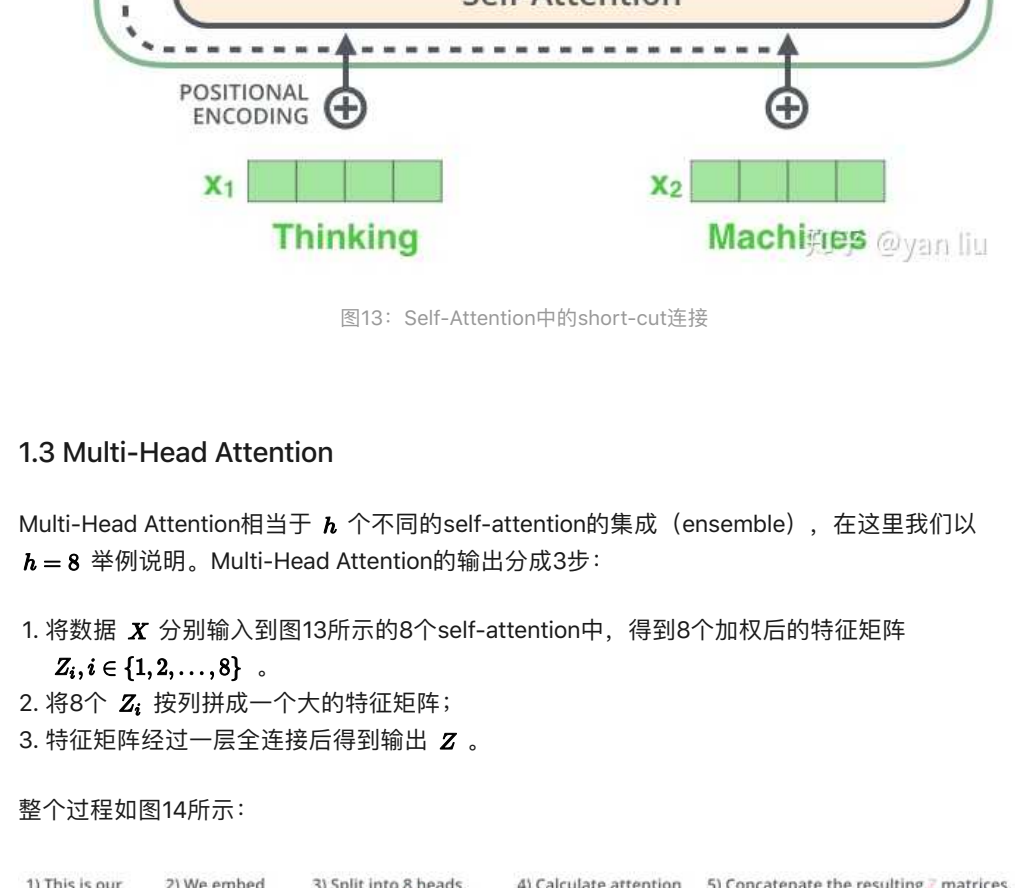 Self-Attention
POSITIONAL
ENCODING
x₁
x₂
Thinking
Machines
知乎 @yan liu
图13：Self-Attention中的short-cut连接
1.3 Multi-Head Attention
Multi-Head Attention相当于 h 个不同的self-attention的集成（ensemble），在这里我们以
h = 8 举例说明。Multi-Head Attention的输出分成3步：
1. 将数据 X 分别输入到图13所示的8个self-attention中，得到8个加权后的特征矩阵
Zᵢ, i ∈ {1, 2, ..., 8} 。
2. 将8个 Zᵢ 按列拼成一个大的特征矩阵；
3. 特征矩阵经过一层全连接后得到输出 Z 。
整个过程如图14所示：
1) This is our 2) We embed 3) Split into 8 heads. 4) Calculate attention 5) Concatenate the resulting Z matrices,